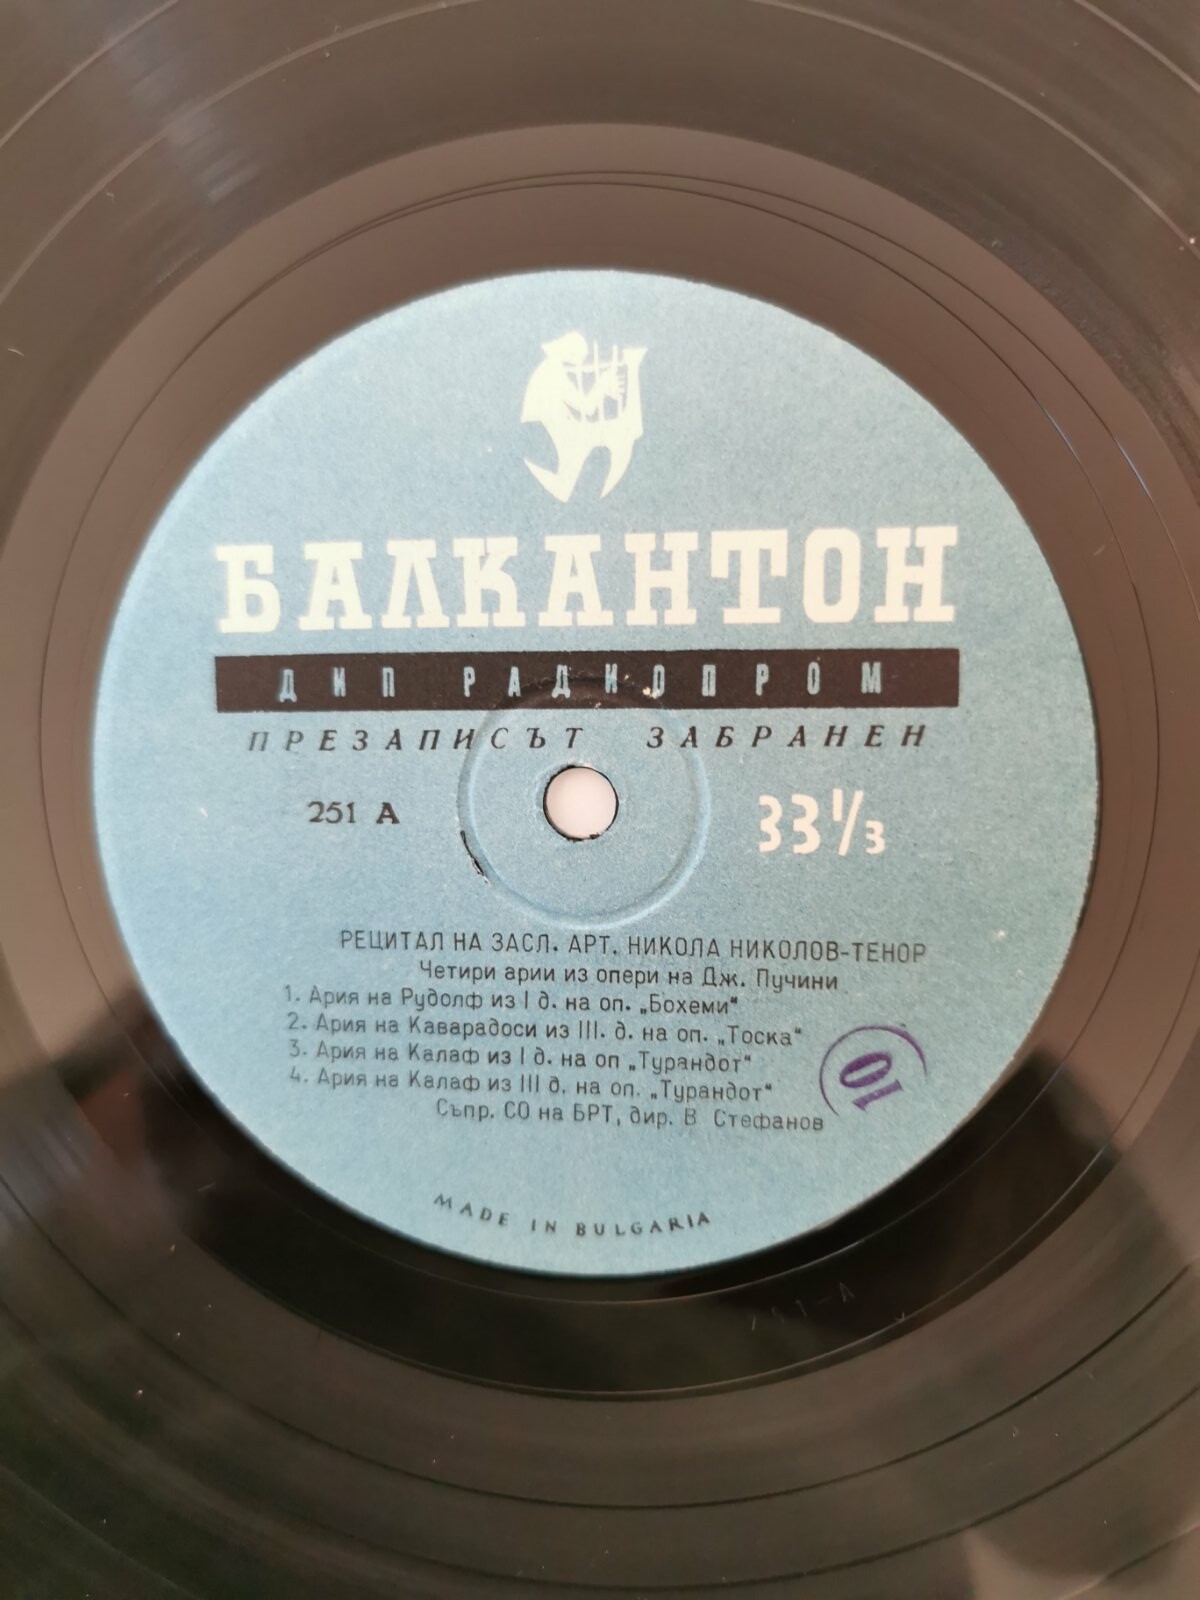 БАЛКАНТОН
ДИП РАДИОПРОМ
ПРЕЗАПИСЪТ ЗАБРАНЕН
251 А 33 1/3
РЕЦИТАЛ НА ЗАСЛ. АРТ. НИКОЛА НИКОЛОВ-ТЕНОР
Четири арии из опери на Дж. Пучини
1. Ария на Рудолф из I д. на оп. „Бохеми"
2. Ария на Каварадоси из III. д. на оп. „Тоска"
3. Ария на Калаф из I д. на оп „Турандот"
4. Ария на Калаф из III д. на оп. „Турандот"
Съпр. СО на БРТ, дир. В Стефанов
10
MADE IN BULGARIA